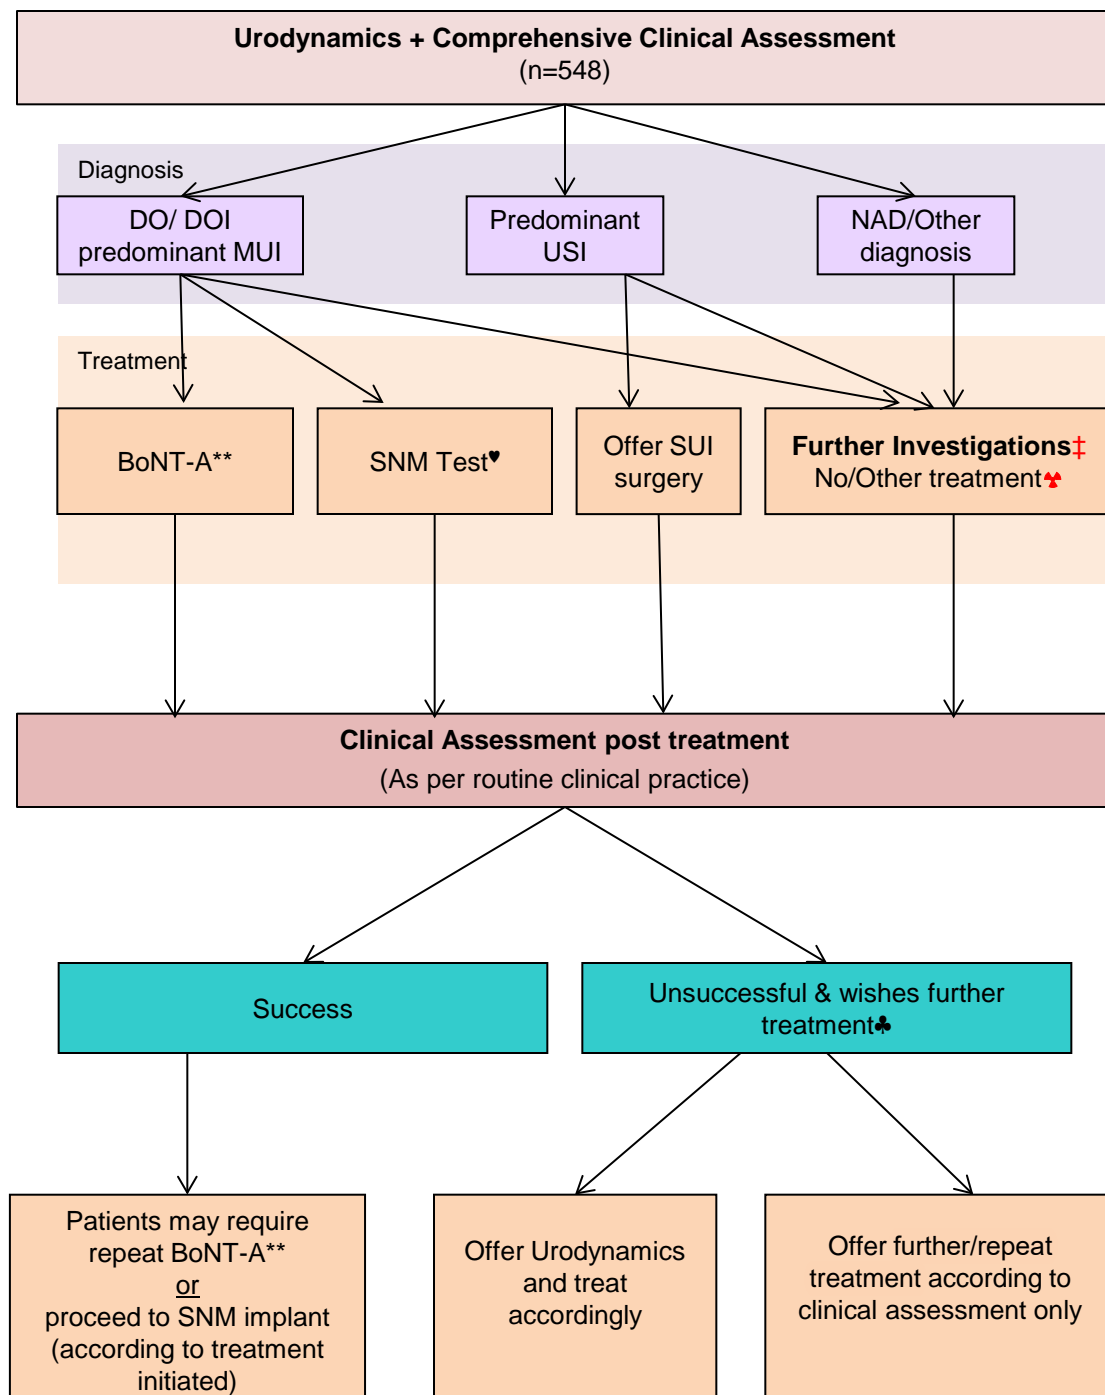 Urodynamics + Comprehensive Clinical Assessment
(n=548)
Diagnosis
DO/ DOI
predominant MUI
Predominant
USI
NAD/Other
diagnosis
Treatment
BoNT-A**
SNM Test♥
Offer SUI
surgery
Further Investigations‡
No/Other treatment☢
Clinical Assessment post treatment
(As per routine clinical practice)
Success
Unsuccessful & wishes further
treatment♣
Patients may require
repeat BoNT-A**
or
proceed to SNM implant
(according to treatment
initiated)
Offer Urodynamics
and treat
accordingly
Offer further/repeat
treatment according to
clinical assessment only